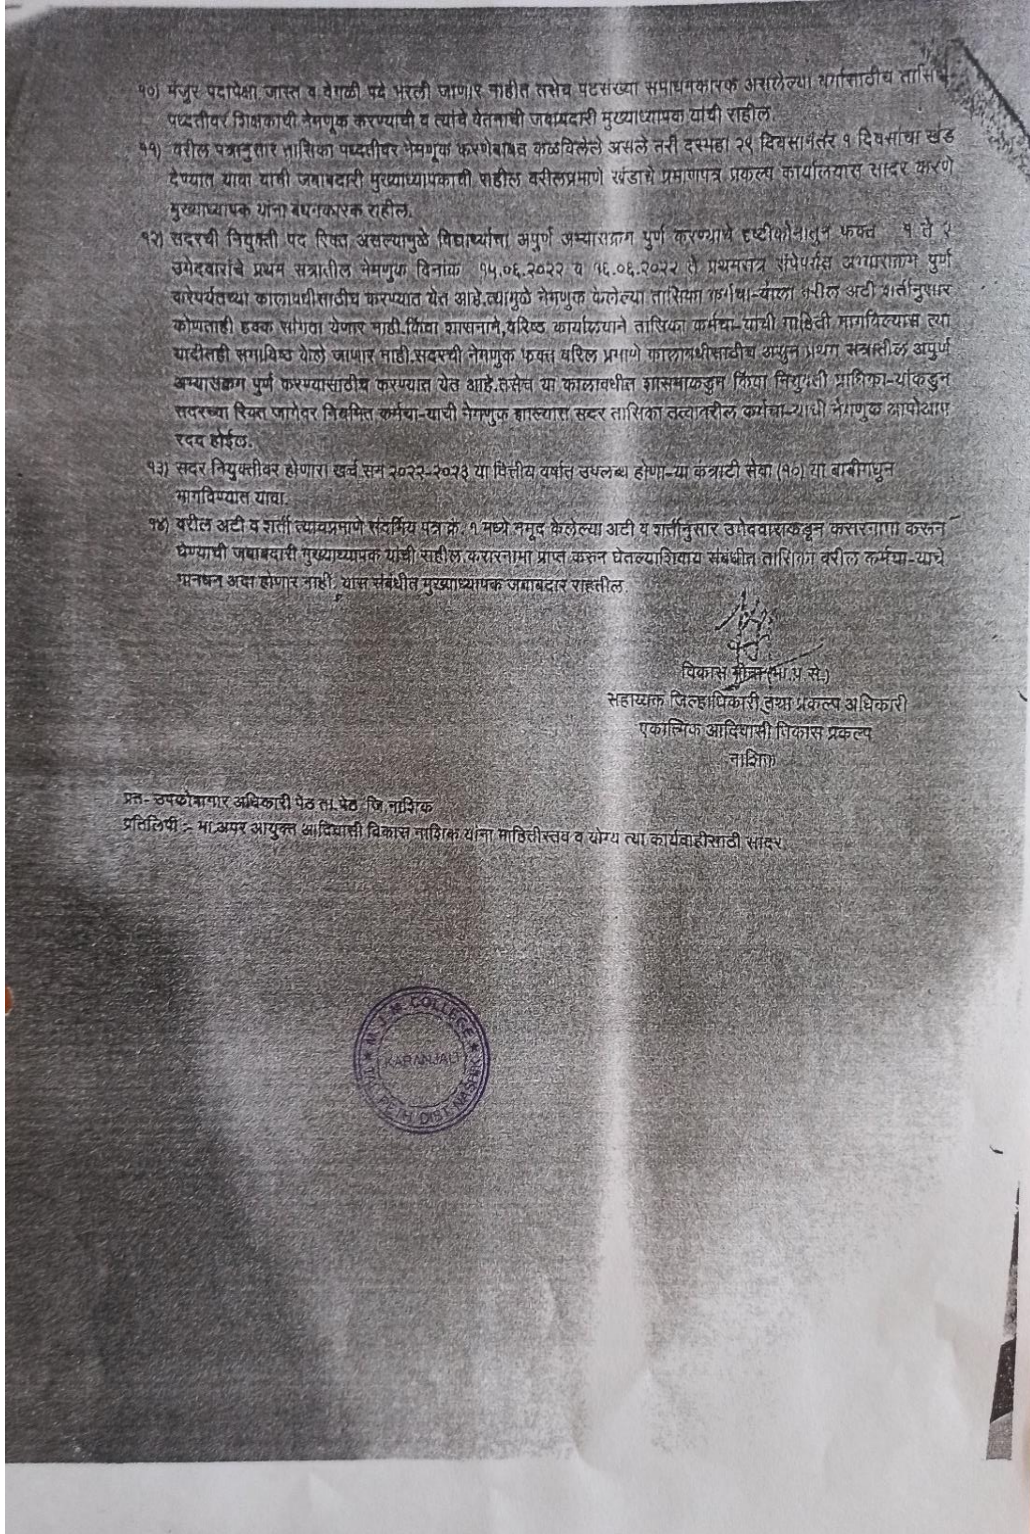 १०) मंजुर पदापेक्षा जास्त व वेगळी पदे भरली जाणार नाहीत तसेच पटसंख्या समाधानकारक असलेल्या वर्गासाठीच तासि
पध्दतीवर शिक्षकाची नेमणूक करण्याची व त्यांचे वेतनाची जबाबदारी मुख्याध्यापक यांची राहील.
११) वरील पत्रानुसार तासिका पध्दतीवर नेमणूक करणेबाबत कळविलेले असले तरी दरमहा २९ दिवसानंतर १ दिवसाचा खंड
देण्यात यावा याची जबाबदारी मुख्याध्यापकाची राहील वरीलप्रमाणे खंडाचे प्रमाणपत्र प्रकल्प कार्यालयास सादर करणे
मुख्याध्यापक यांना बंधनकारक राहील.
१२) सदरची नियुक्ती पद रिक्त असल्यामुळे विद्यार्थ्यांचा अपुर्ण अभ्यासक्रम पुर्ण करण्याचे दृष्टीकोनातून फक्त १ ते २
उमेदवारांचे प्रथम सत्रातील नेमणुक दिनांक १५.०६.२०२२ व १६.०६.२०२२ ते प्रथमसत्र संपेपर्यंत अभ्यासक्रम पुर्ण
कालावधीसाठीच करण्यात येत आहे.त्यामुळे नेमणुक केलेल्या तासिका कर्मचा-याला वरील अटी शर्तीनुसार
कोणताही हक्क सांगता येणार नाही.किंवा शासनाने,वरिष्ठ कार्यालयाने तासिका कर्मचा-यांची माहिती मागविल्यास त्या
यादीतही समाविष्ठ केले जाणार नाही.सदरची नेमणुक फक्त वरिल प्रमाणे कालावधीसाठीच असुन प्रथम सत्रातील अपुर्ण
अभ्यासक्रम पुर्ण करण्यासाठीच करण्यात येत आहे.तसेच या कालावधीत शासनाकडुन किंवा नियुक्ती प्राधिका-यांकडुन
सदरच्या रिक्त जागेवर नियमित कर्मचा-याची नेमणुक झाल्यास सदर तासिका तत्वावरील कर्मचा-याची नेमणुक आपोआप
रदद होईल.
१३) सदर नियुक्तीवर होणारा खर्च सन २०२२-२०२३ या वित्तीय वर्षात उपलब्ध होणा-या कंत्राटी सेवा (१०) या बाबीमधुन
भागविण्यात यावा.
१४) वरील अटी व शर्ती त्याचप्रमाणे संदर्भिय पत्र क्रं. १ मध्ये नमूद केलेल्या अटी व शर्तीनुसार उमेदवाराकडून करारनामा करून
घेण्याची जबाबदारी मुख्याध्यापक यांची राहील.करारनामा प्राप्त करुन घेतल्याशिवाय संबंधीत तासिका वरील कर्मचा-याचे
मानधन अदा होणार नाही. यास संबंधीत मुख्याध्यापक जबाबदार राहतील.
विकास मीना (भा.प्र.से.)
सहाय्यक जिल्हाधिकारी तथा प्रकल्प अधिकारी
एकात्मिक आदिवासी विकास प्रकल्प
नाशिक
प्रत- उपकोषागार अधिकारी पेठ ता.पेठ जि.नाशिक
प्रतिलिपी :- मा.अपर आयुक्त आदिवासी विकास नाशिक यांना माहितीस्तव व योग्य त्या कार्यवाहीसाठी सादर.
COLLEGE
KARANJALI
PETH DIST.NASHIK